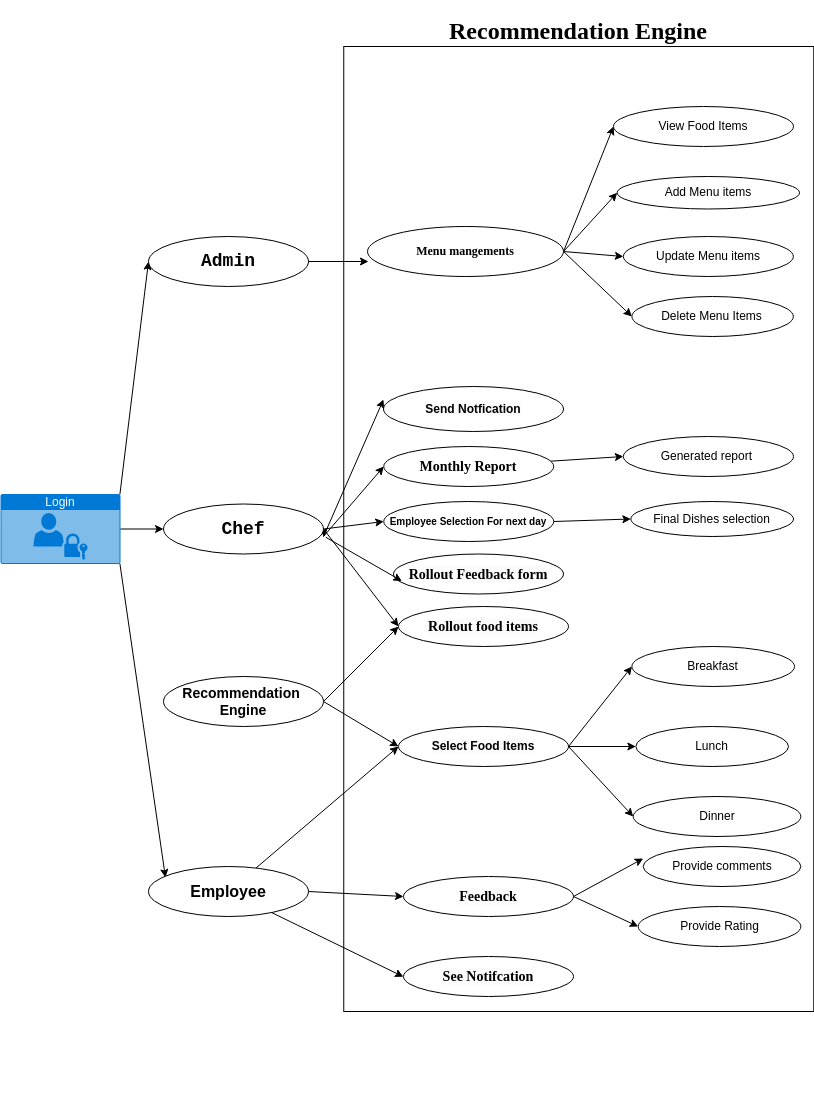 Recommendation Engine
View Food Items
Add Menu items
Admin
Menu mangements
Update Menu items
Delete Menu Items
Send Notfication
Monthly Report
Generated report
Login
Chef
Employee Selection For next day
Final Dishes selection
Rollout Feedback form
Rollout food items
Recommendation
Engine
Breakfast
Select Food Items
Lunch
Dinner
Employee
Feedback
Provide comments
Provide Rating
See Notifcation